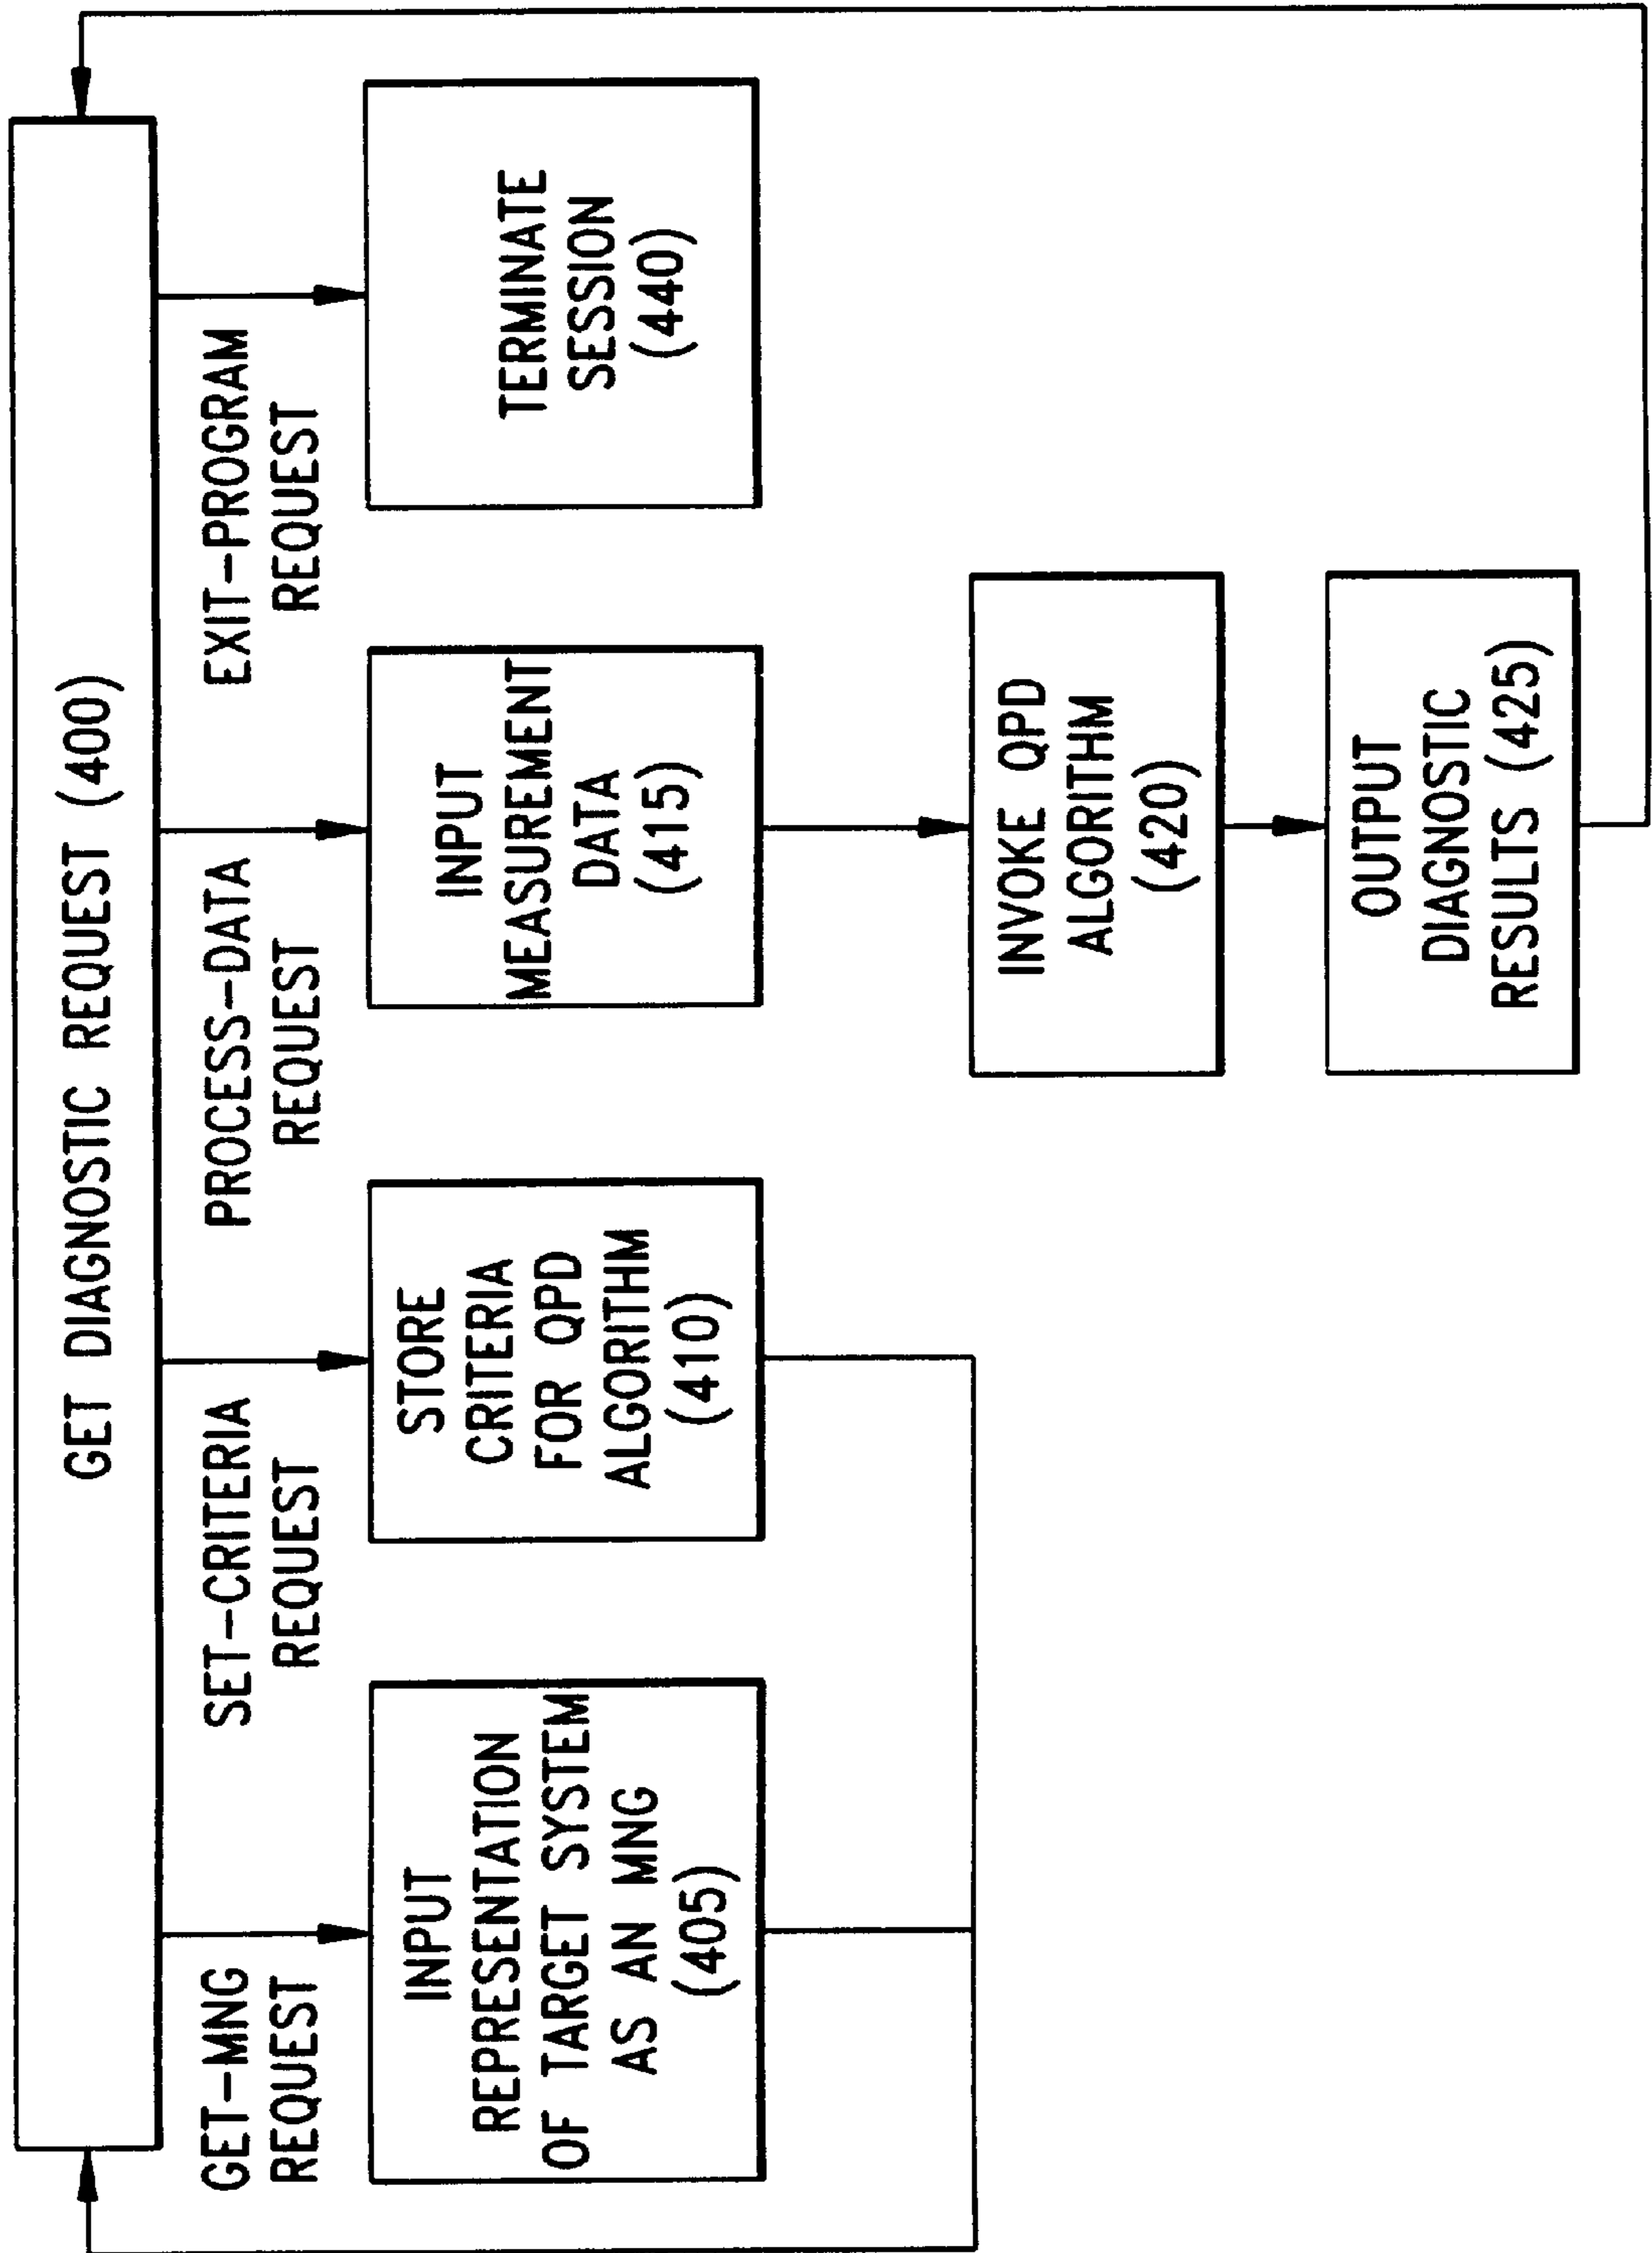 GET DIAGNOSTIC REQUEST (400)
GET-MNG
REQUEST
SET-CRITERIA
REQUEST
PROCESS-DATA
REQUEST
EXIT-PROGRAM
REQUEST
INPUT
REPRESENTATION
OF TARGET SYSTEM
AS AN MNG
(405)
STORE
CRITERIA
FOR QPD
ALGORITHM
(410)
INPUT
MEASUREMENT
DATA
(415)
TERMINATE
SESSION
(440)
INVOKE QPD
ALGORITHM
(420)
OUTPUT
DIAGNOSTIC
RESULTS (425)